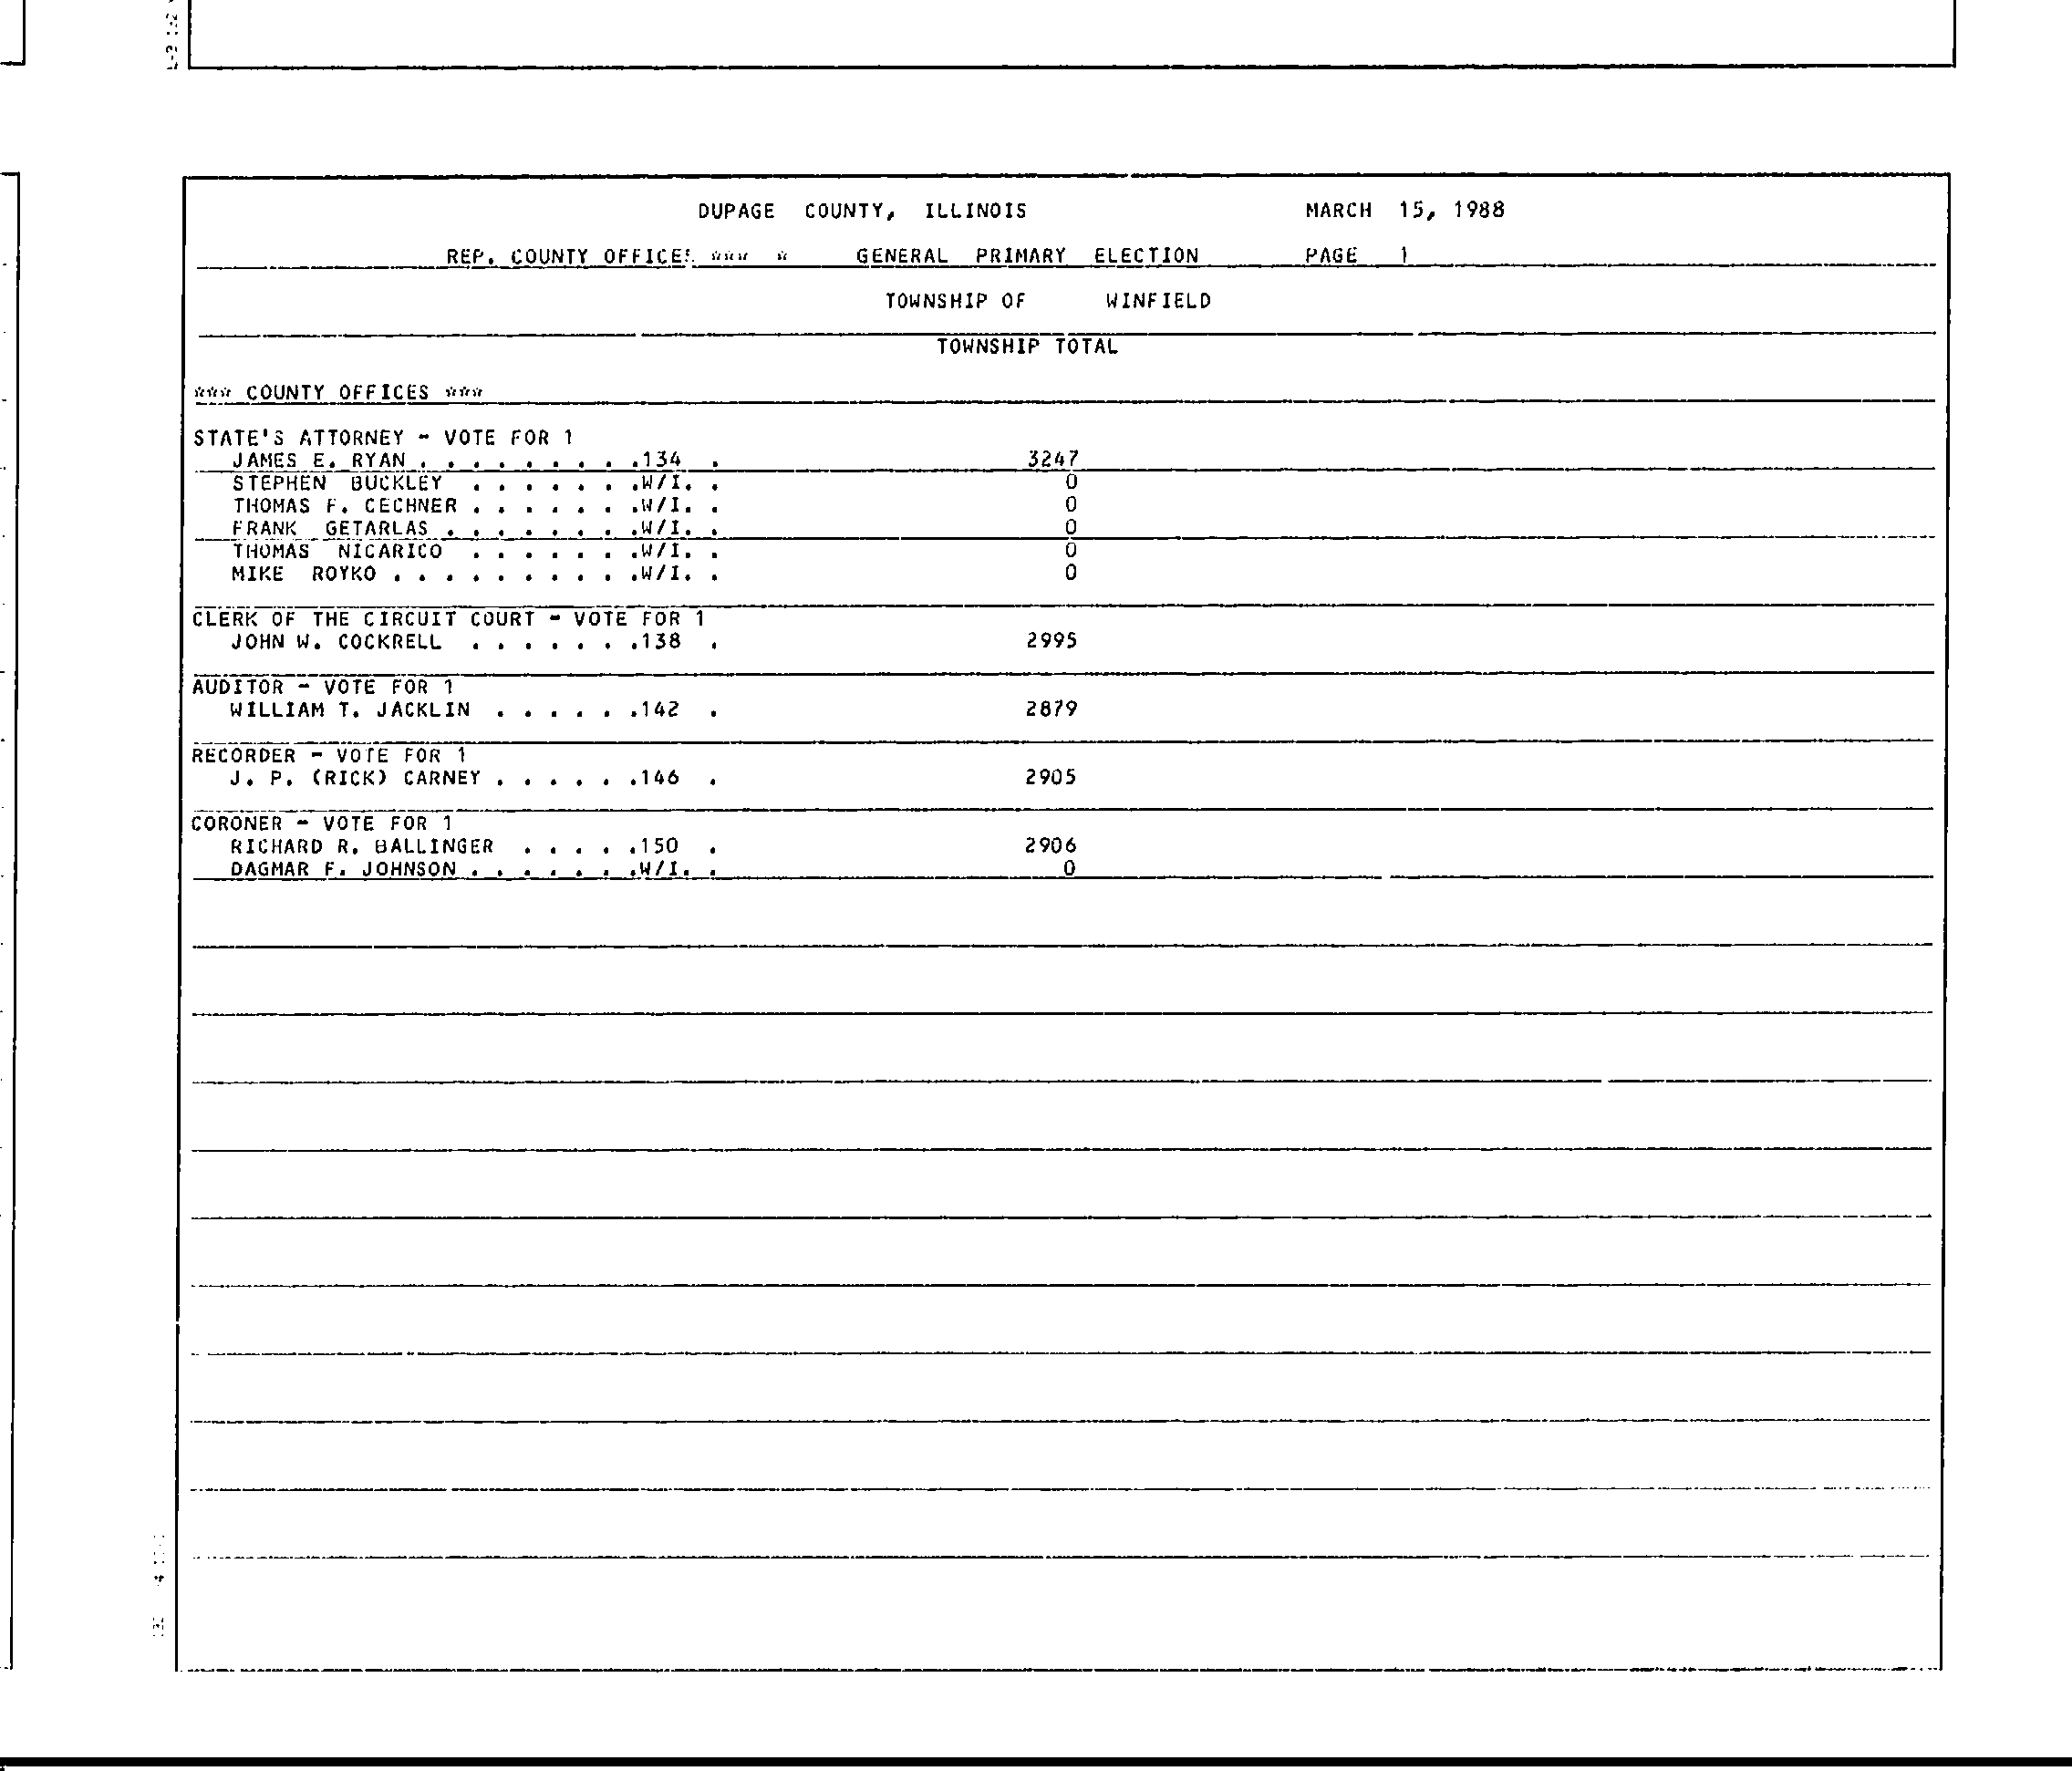 DUPAGE COUNTY, ILLINOIS MARCH 15, 1988
REP. COUNTY OFFICES *** * GENERAL PRIMARY ELECTION PAGE 1
TOWNSHIP OF WINFIELD
TOWNSHIP TOTAL
*** COUNTY OFFICES ***
STATE'S ATTORNEY - VOTE FOR 1
JAMES E. RYAN . . . . . . . . .134 . 3247
STEPHEN BUCKLEY . . . . . . .W/I. . 0
THOMAS F. CECHNER . . . . . . .W/I. . 0
FRANK GETARLAS . . . . . . . .W/I. . 0
THOMAS NICARICO . . . . . . .W/I. . 0
MIKE ROYKO . . . . . . . . . .W/I. . 0
CLERK OF THE CIRCUIT COURT - VOTE FOR 1
JOHN W. COCKRELL . . . . . . .138 . 2995
AUDITOR - VOTE FOR 1
WILLIAM T. JACKLIN . . . . . .142 . 2879
RECORDER - VOTE FOR 1
J. P. (RICK) CARNEY . . . . . .146 . 2905
CORONER - VOTE FOR 1
RICHARD R. BALLINGER . . . . .150 . 2906
DAGMAR F. JOHNSON . . . . . . .W/I. . 0